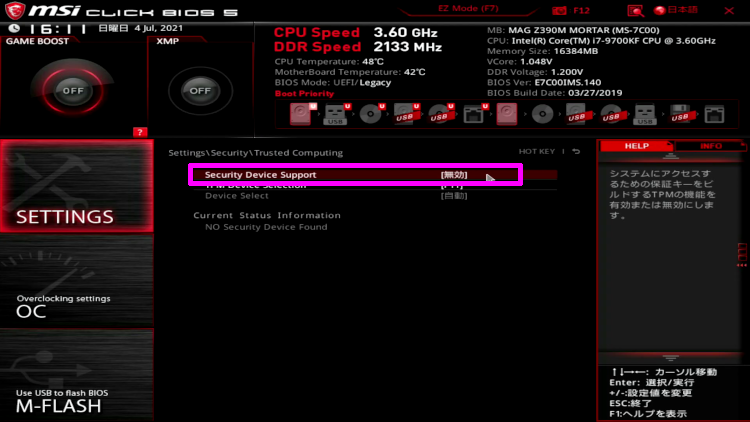 msi CLICK BIOS 5
EZ Mode (F7)
F12
日本語
X
16:11 日曜日 4 Jul, 2021
GAME BOOST
XMP
OFF
OFF
CPU Speed 3.60 GHz
DDR Speed 2133 MHz
CPU Temperature: 48℃
MotherBoard Temperature: 42℃
BIOS Mode: UEFI/Legacy
Boot Priority
MB: MAG Z390M MORTAR (MS-7C00)
CPU: Intel(R) Core(TM) i7-9700KF CPU @ 3.60GHz
Memory Size: 16384MB
VCore: 1.048V
DDR Voltage: 1.200V
BIOS Ver: E7C00IMS.140
BIOS Build Date: 03/27/2019
U U U U U
USB USB USB USB USB USB USB
?
SETTINGS
Overclocking settings
OC
Use USB to flash BIOS
M-FLASH
Settings\Security\Trusted Computing
HOT KEY
Security Device Support [無効]
TPM Device Selection
Device Select [自動]
Current Status Information
NO Security Device Found
HELP INFO
システムにアクセス
するための保証キーをビ
ルドするTPMの機能を
有効または無効にしま
す。
↑↓→←: カーソル移動
Enter: 選択/実行
+/-:設定値を変更
ESC:終了
F1:ヘルプを表示